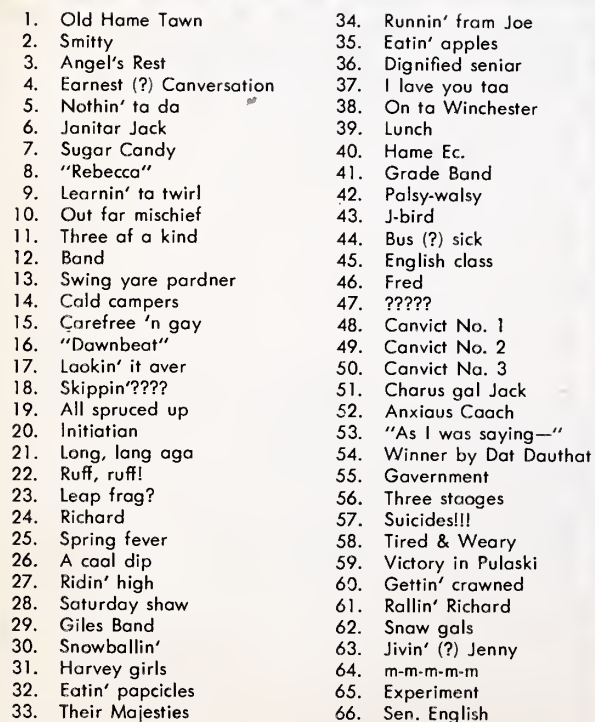 1. Old Hame Tawn
2. Smitty
3. Angel's Rest
4. Earnest (?) Canversation
5. Nothin' ta da
6. Janitar Jack
7. Sugar Candy
8. "Rebecca"
9. Learnin' ta twirl
10. Out far mischief
11. Three af a kind
12. Band
13. Swing yare pardner
14. Cald campers
15. Carefree 'n gay
16. "Dawnbeat"
17. Laokin' it aver
18. Skippin'????
19. All spruced up
20. Initiatian
21. Lang, lang aga
22. Ruff, ruff!
23. Leap frag?
24. Richard
25. Spring fever
26. A caal dip
27. Ridin' high
28. Saturday shaw
29. Giles Band
30. Snowballin'
31. Harvey girls
32. Eatin' papcicles
33. Their Majesties
34. Runnin' fram Joe
35. Eatin' apples
36. Dignified seniar
37. I lave you taa
38. On ta Winchester
39. Lunch
40. Hame Ec.
41. Grade Band
42. Palsy-walsy
43. J-bird
44. Bus (?) sick
45. English class
46. Fred
47. ?????
48. Canvict No. 1
49. Canvict No. 2
50. Canvict Na. 3
51. Charus gal Jack
52. Anxiaus Caach
53. "As I was saying—"
54. Winner by Dat Dauthat
55. Gavernment
56. Three staoges
57. Suicides!!!
58. Tired & Weary
59. Victory in Pulaski
60. Gettin' crawned
61. Rallin' Richard
62. Snaw gals
63. Jivin' (?) Jenny
64. m-m-m-m-m
65. Experiment
66. Sen. English